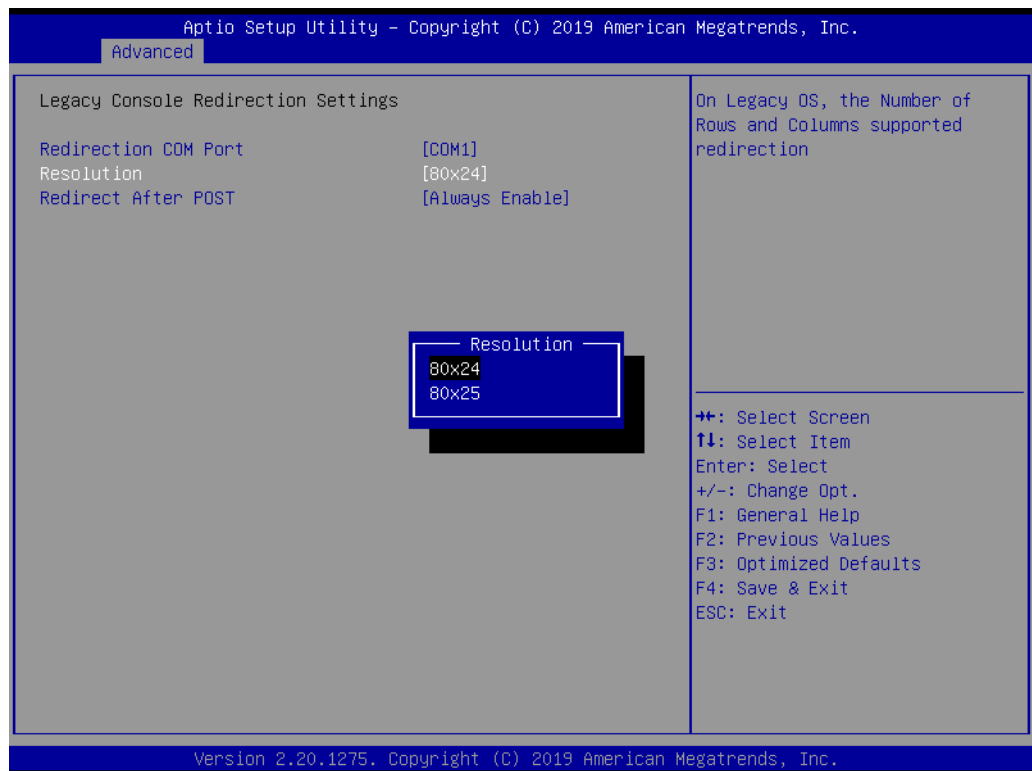 Aptio Setup Utility – Copyright (C) 2019 American Megatrends, Inc.
Advanced
Legacy Console Redirection Settings
Redirection COM Port [COM1]
Resolution [80x24]
Redirect After POST [Always Enable]
Resolution
80x24
80x25
On Legacy OS, the Number of
Rows and Columns supported
redirection
→←: Select Screen
↑↓: Select Item
Enter: Select
+/-: Change Opt.
F1: General Help
F2: Previous Values
F3: Optimized Defaults
F4: Save & Exit
ESC: Exit
Version 2.20.1275. Copyright (C) 2019 American Megatrends, Inc.